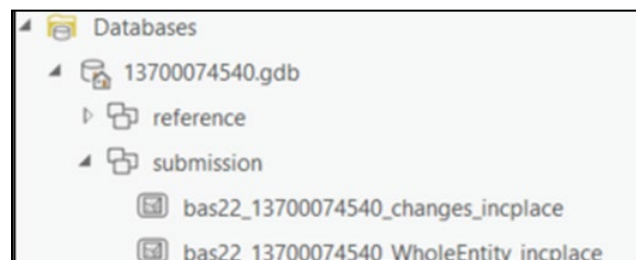 Databases
13700074540.gdb
reference
submission
bas22_13700074540_changes_incplace
bas22_13700074540_WholeEntity_incplace